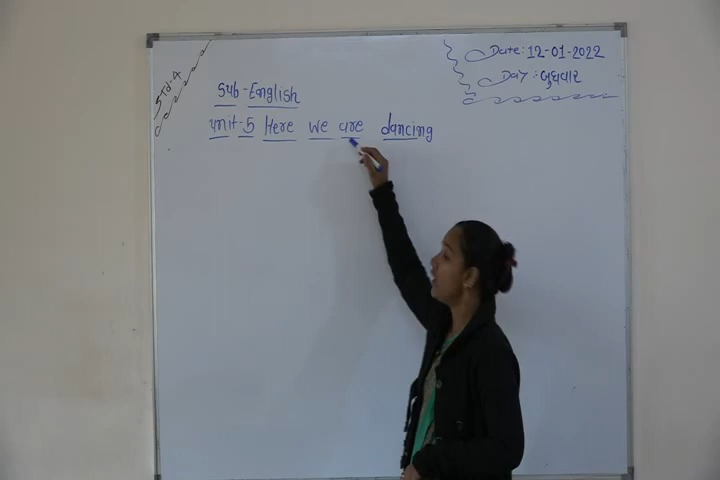 STd-4
Date: 12-01-2022
Day: બુધવાર
Sub-English
unit-5 Here we are dancing